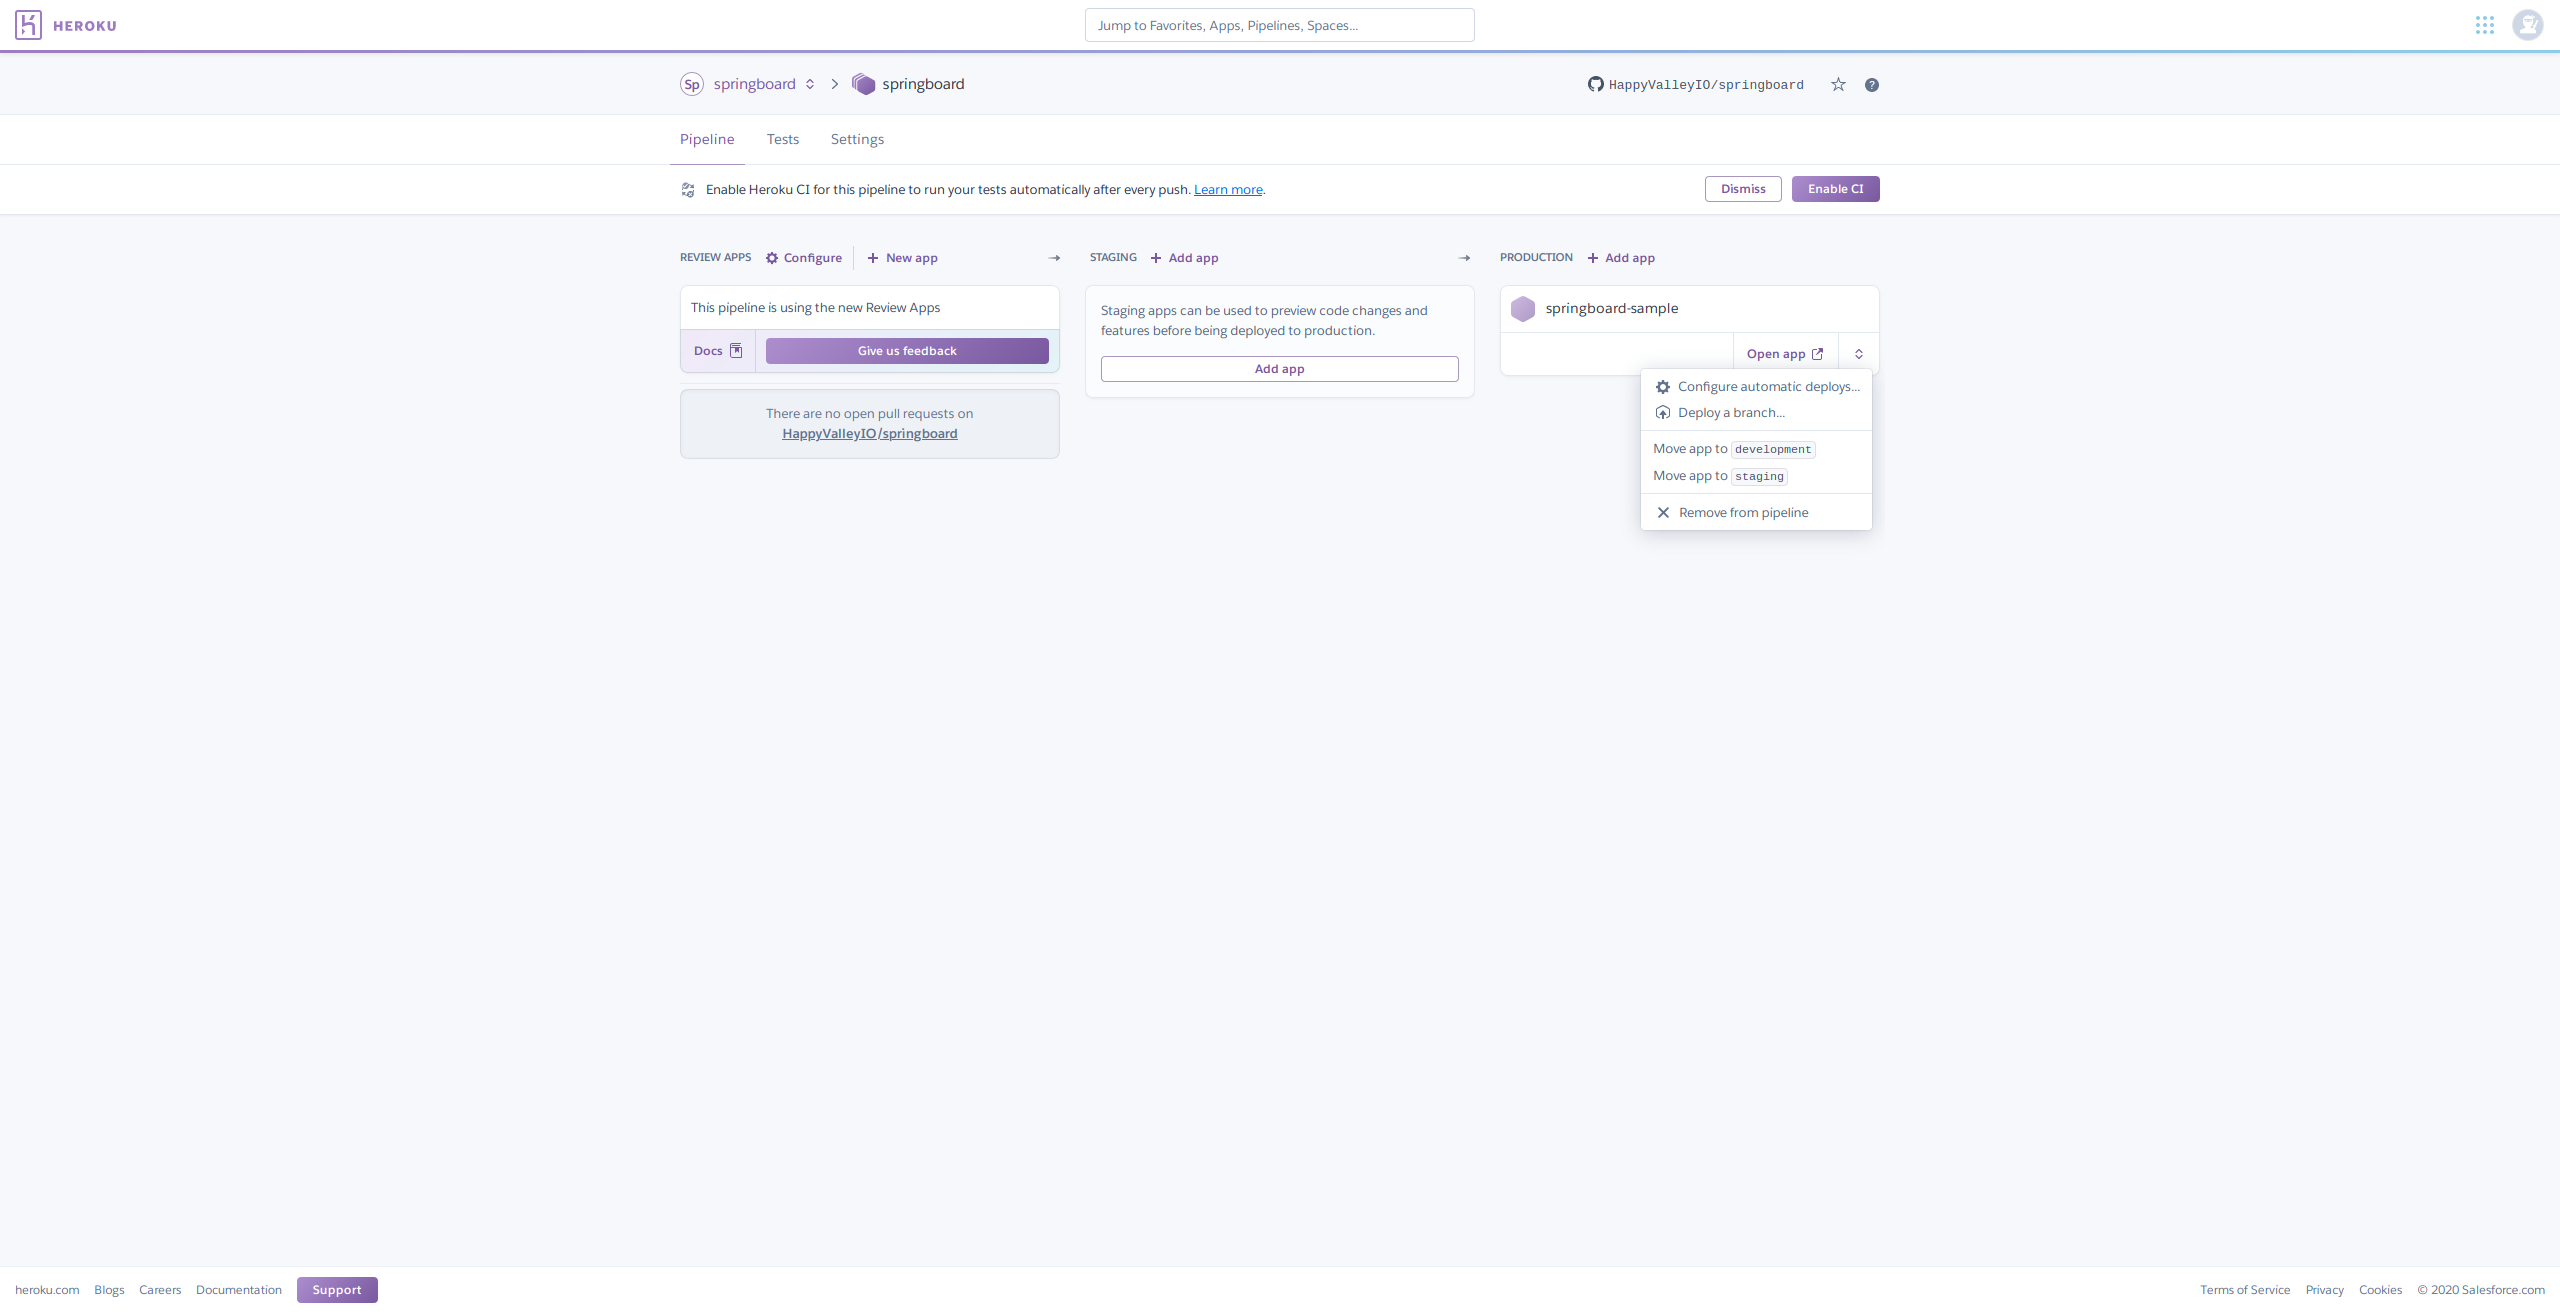 HEROKU
Jump to Favorites, Apps, Pipelines, Spaces...
Sp springboard springboard
HappyValleyIO/springboard ?
Pipeline Tests Settings
Enable Heroku CI for this pipeline to run your tests automatically after every push. Learn more.
Dismiss Enable CI
REVIEW APPS Configure New app
This pipeline is using the new Review Apps
Docs Give us feedback
There are no open pull requests on
HappyValleyIO/springboard
STAGING Add app
Staging apps can be used to preview code changes and
features before being deployed to production.
Add app
PRODUCTION Add app
springboard-sample
Open app
Configure automatic deploys...
Deploy a branch...
Move app to development
Move app to staging
Remove from pipeline
heroku.com Blogs Careers Documentation Support
Terms of Service Privacy Cookies © 2020 Salesforce.com